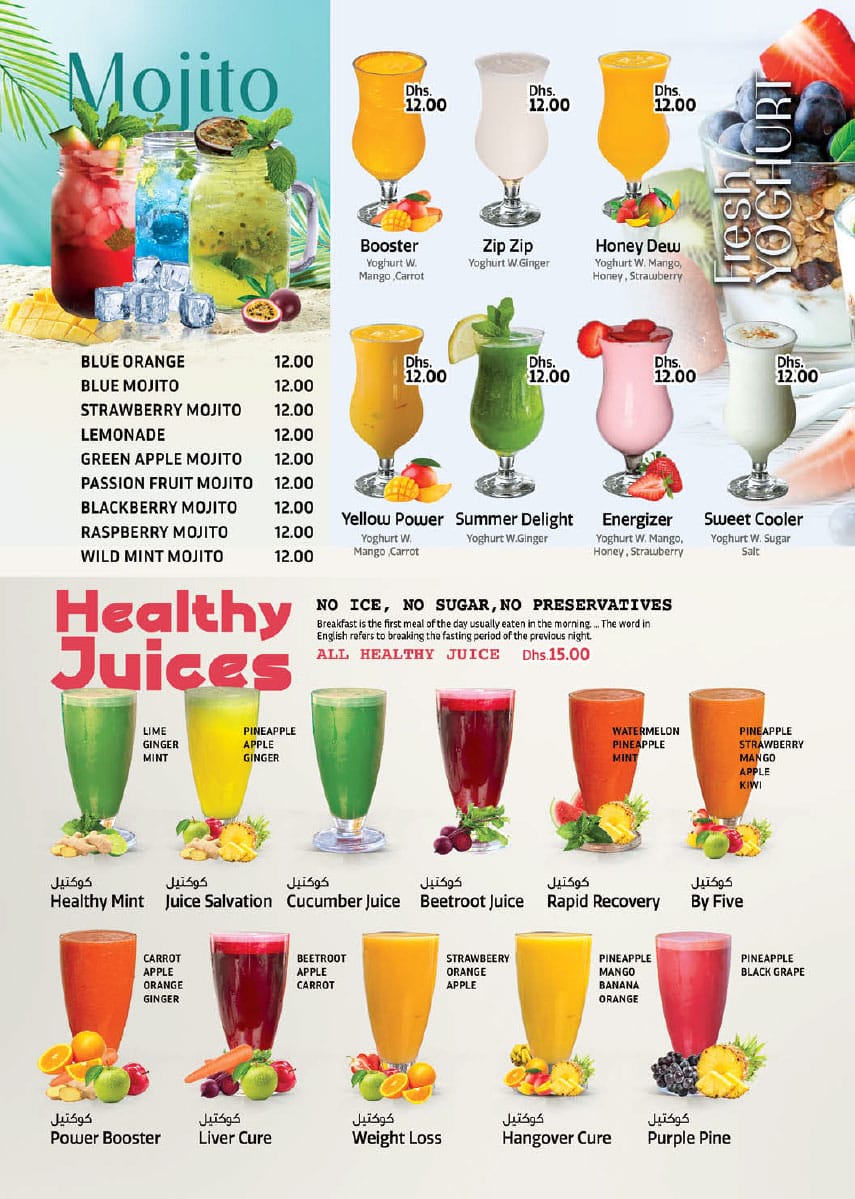 Mojito
BLUE ORANGE 12.00
BLUE MOJITO 12.00
STRAWBERRY MOJITO 12.00
LEMONADE 12.00
GREEN APPLE MOJITO 12.00
PASSION FRUIT MOJITO 12.00
BLACKBERRY MOJITO 12.00
RASPBERRY MOJITO 12.00
WILD MINT MOJITO 12.00
Fresh
YOGHURT
Dhs.
12.00
Booster
Yoghurt W.
Mango ,Carrot
Dhs.
12.00
Zip Zip
Yoghurt W.Ginger
Dhs.
12.00
Honey Dew
Yoghurt W. Mango,
Honey , Strawberry
Dhs.
12.00
Yellow Power
Yoghurt W.
Mango ,Carrot
Dhs.
12.00
Summer Delight
Yoghurt W.Ginger
Dhs.
12.00
Energizer
Yoghurt W. Mango,
Honey , Strawberry
Dhs.
12.00
Sweet Cooler
Yoghurt W. Sugar
Salt
Healthy
Juices
NO ICE, NO SUGAR,NO PRESERVATIVES
Breakfast is the first meal of the day usually eaten in the morning. ... The word in
English refers to breaking the fasting period of the previous night.
ALL HEALTHY JUICE Dhs.15.00
LIME
GINGER
MINT
كوكتيل
Healthy Mint
PINEAPPLE
APPLE
GINGER
كوكتيل
Juice Salvation
كوكتيل
Cucumber Juice
كوكتيل
Beetroot Juice
WATERMELON
PINEAPPLE
MINT
كوكتيل
Rapid Recovery
PINEAPPLE
STRAWBERRY
MANGO
APPLE
KIWI
كوكتيل
By Five
CARROT
APPLE
ORANGE
GINGER
كوكتيل
Power Booster
BEETROOT
APPLE
CARROT
كوكتيل
Liver Cure
STRAWBEERY
ORANGE
APPLE
كوكتيل
Weight Loss
PINEAPPLE
MANGO
BANANA
ORANGE
كوكتيل
Hangover Cure
PINEAPPLE
BLACK GRAPE
كوكتيل
Purple Pine